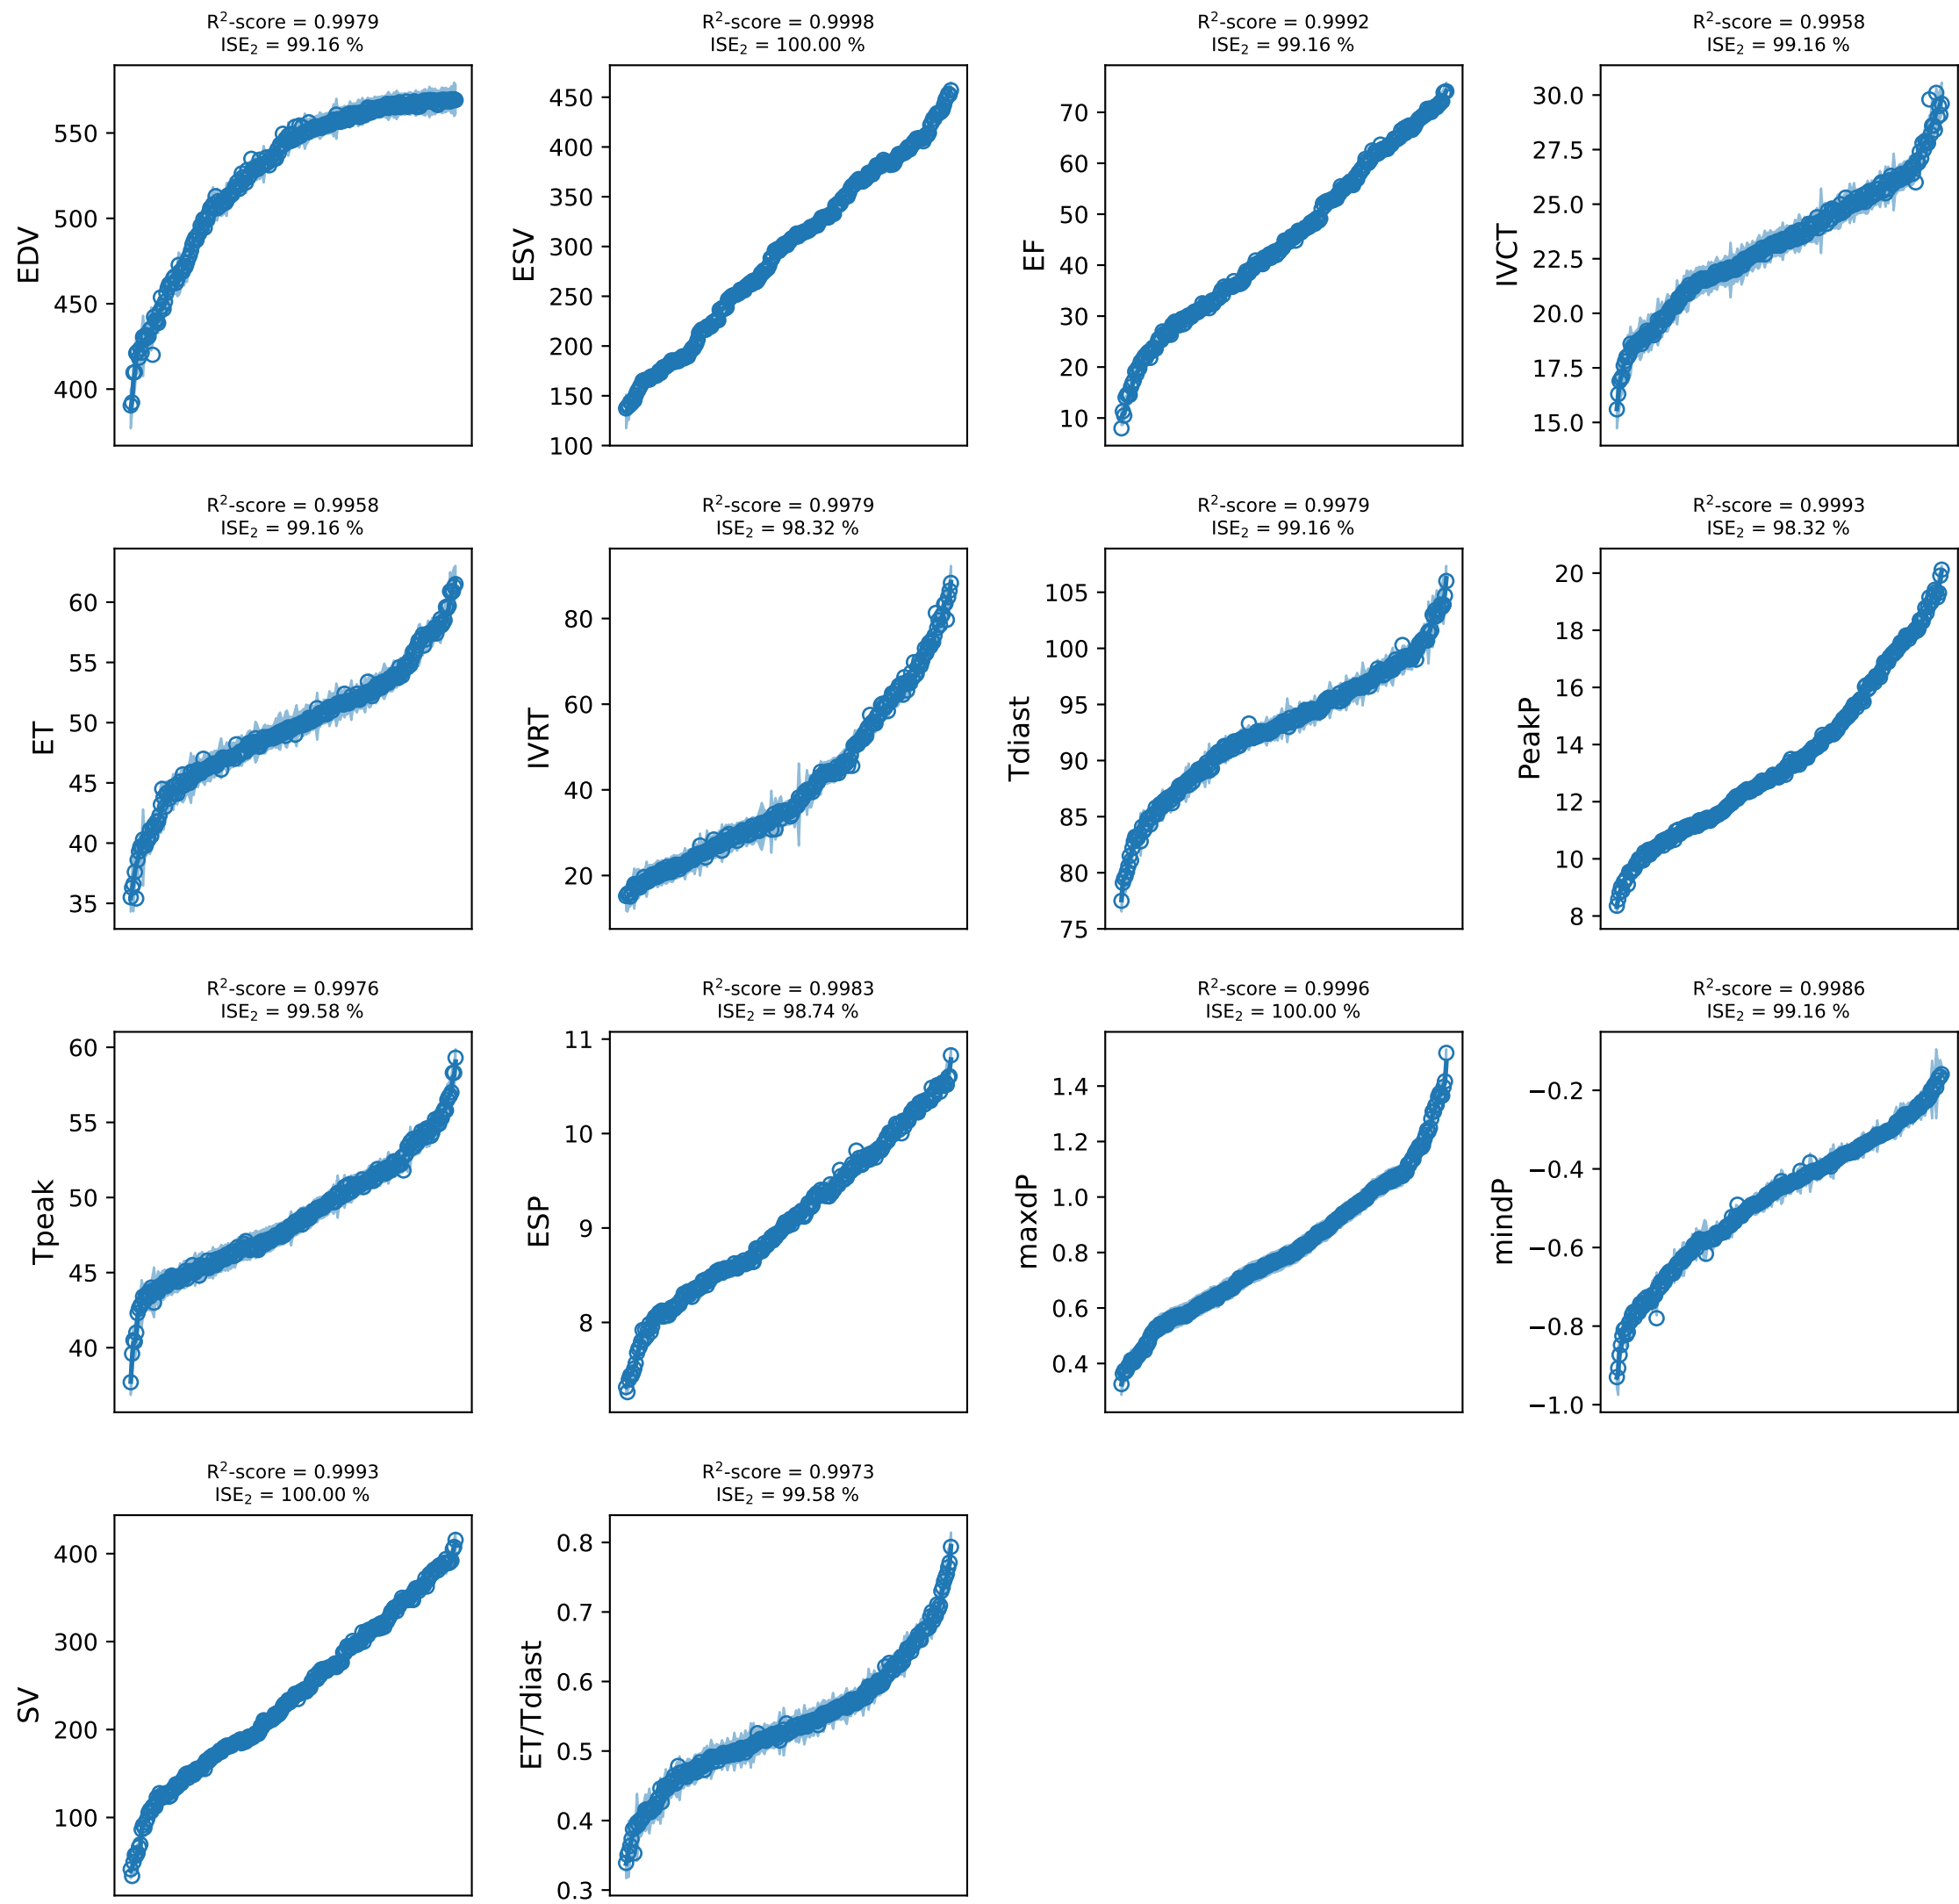 R²-score = 0.9979
ISE₂ = 99.16 %
EDV
550
500
450
400
R²-score = 0.9998
ISE₂ = 100.00 %
ESV
450
400
350
300
250
200
150
100
R²-score = 0.9992
ISE₂ = 99.16 %
EF
70
60
50
40
30
20
10
R²-score = 0.9958
ISE₂ = 99.16 %
IVCT
30.0
27.5
25.0
22.5
20.0
17.5
15.0
R²-score = 0.9958
ISE₂ = 99.16 %
ET
60
55
50
45
40
35
R²-score = 0.9979
ISE₂ = 98.32 %
IVRT
80
60
40
20
R²-score = 0.9979
ISE₂ = 99.16 %
Tdiast
105
100
95
90
85
80
75
R²-score = 0.9993
ISE₂ = 98.32 %
PeakP
20
18
16
14
12
10
8
R²-score = 0.9976
ISE₂ = 99.58 %
Tpeak
60
55
50
45
40
R²-score = 0.9983
ISE₂ = 98.74 %
ESP
11
10
9
8
R²-score = 0.9996
ISE₂ = 100.00 %
maxdP
1.4
1.2
1.0
0.8
0.6
0.4
R²-score = 0.9986
ISE₂ = 99.16 %
mindP
−0.2
−0.4
−0.6
−0.8
−1.0
R²-score = 0.9993
ISE₂ = 100.00 %
SV
400
300
200
100
R²-score = 0.9973
ISE₂ = 99.58 %
ET/Tdiast
0.8
0.7
0.6
0.5
0.4
0.3